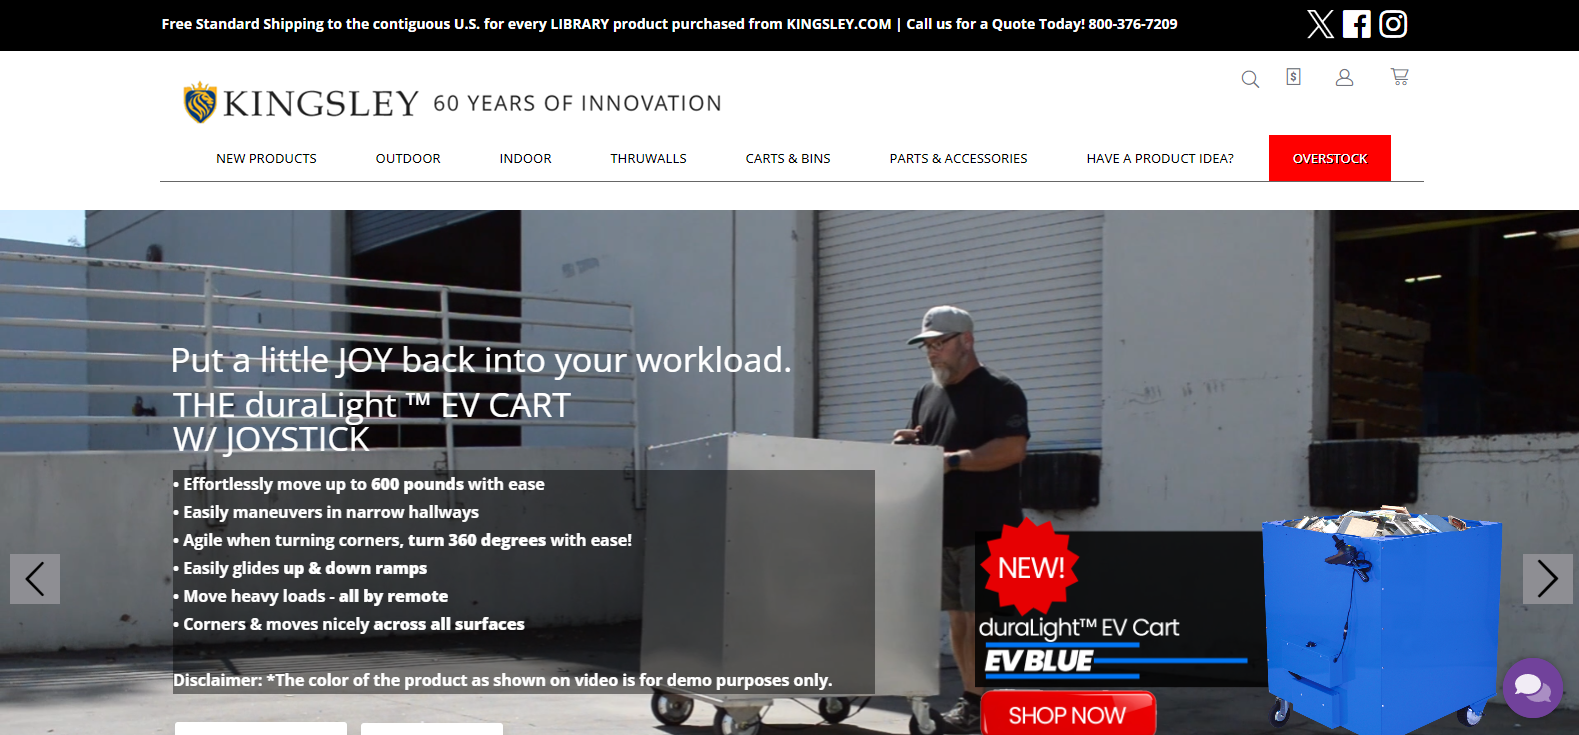 Free Standard Shipping to the contiguous U.S. for every LIBRARY product purchased from KINGSLEY.COM | Call us for a Quote Today! 800-376-7209
KINGSLEY 60 YEARS OF INNOVATION
NEW PRODUCTS OUTDOOR INDOOR THRUWALLS CARTS & BINS PARTS & ACCESSORIES HAVE A PRODUCT IDEA? OVERSTOCK
Put a little JOY back into your workload.
THE duraLight ™ EV CART
W/ JOYSTICK
• Effortlessly move up to 600 pounds with ease
• Easily maneuvers in narrow hallways
• Agile when turning corners, turn 360 degrees with ease!
• Easily glides up & down ramps
• Move heavy loads - all by remote
• Corners & moves nicely across all surfaces
Disclaimer: *The color of the product as shown on video is for demo purposes only.
NEW!
duraLight™ EV Cart
EV BLUE
SHOP NOW